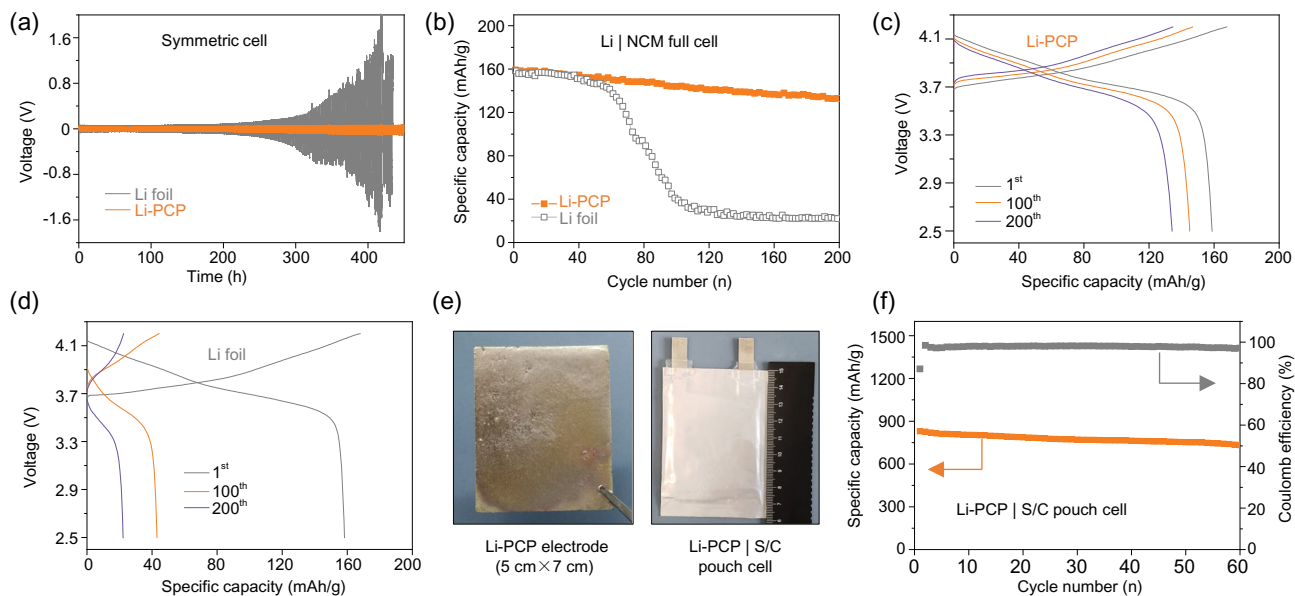 (a)
Symmetric cell
Voltage (V)
1.6
0.8
0
-0.8
-1.6
Li foil
Li-PCP
0 100 200 300 400
Time (h)
(b)
Li | NCM full cell
Specific capacity (mAh/g)
200
160
120
80
40
0
Li-PCP
Li foil
0 40 80 120 160 200
Cycle number (n)
(c)
Li-PCP
Voltage (V)
4.1
3.7
3.3
2.9
2.5
1st
100th
200th
0 40 80 120 160 200
Specific capacity (mAh/g)
(d)
Li foil
Voltage (V)
4.1
3.7
3.3
2.9
2.5
1st
100th
200th
0 40 80 120 160 200
Specific capacity (mAh/g)
(e)
Li-PCP electrode
(5 cm×7 cm)
Li-PCP | S/C
pouch cell
(f)
Specific capacity (mAh/g)
1500
1350
900
750
450
300
0
Li-PCP | S/C pouch cell
100
80
60
40
20
0
Coulomb efficiency (%)
0 10 20 30 40 50 60
Cycle number (n)